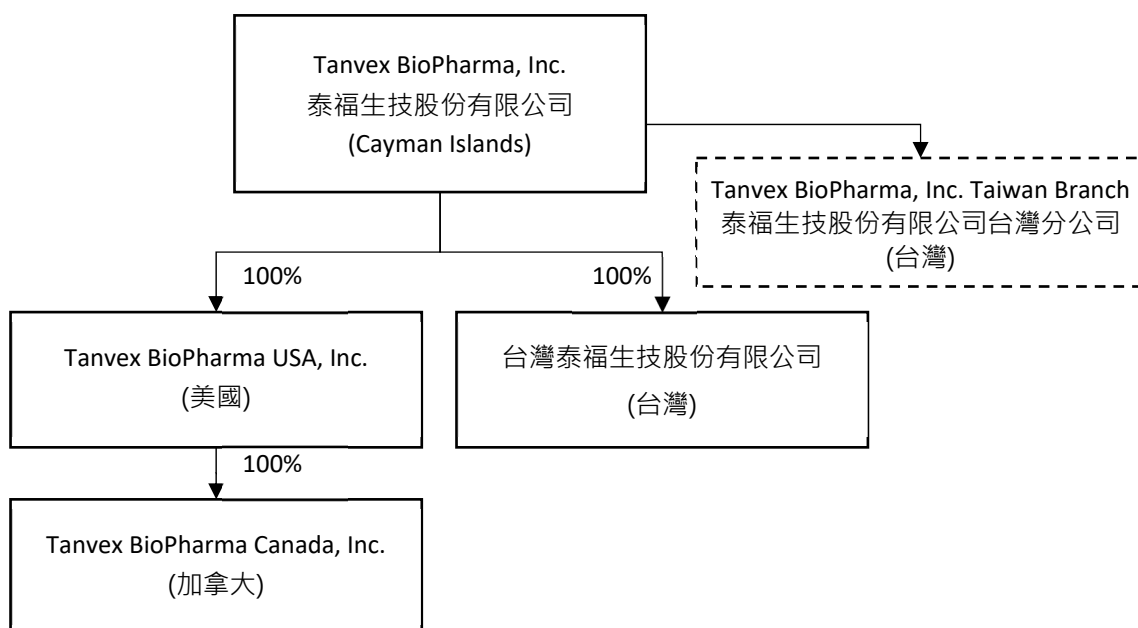 Tanvex BioPharma, Inc.
泰福生技股份有限公司
(Cayman Islands)
Tanvex BioPharma, Inc. Taiwan Branch
泰福生技股份有限公司台灣分公司
(台灣)
100%
100%
Tanvex BioPharma USA, Inc.
(美國)
台灣泰福生技股份有限公司
(台灣)
100%
Tanvex BioPharma Canada, Inc.
(加拿大)